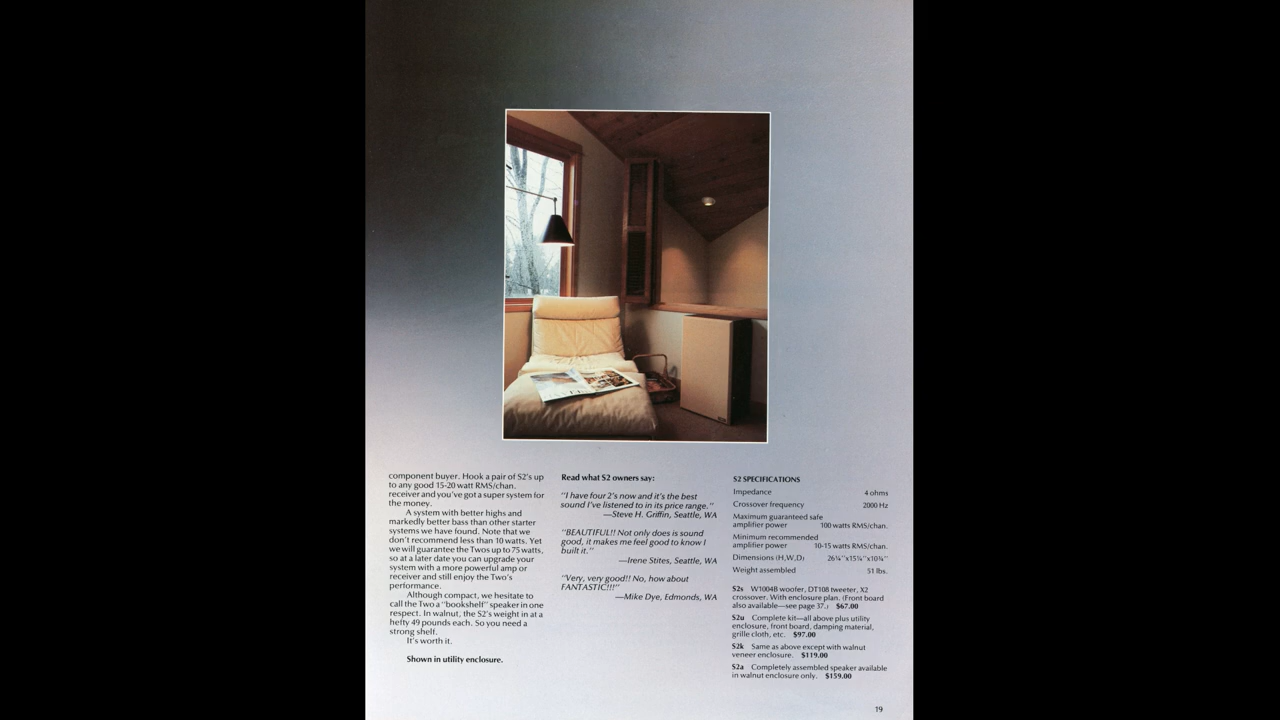 component buyer. Hook a pair of S2's up
to any good 15-20 watt RMS/chan.
receiver and you've got a super system for
the money.
A system with better highs and
markedly better bass than other starter
systems we have found. Note that we
don't recommend less than 10 watts. Yet
we will guarantee the Twos up to 75 watts,
so at a later date you can upgrade your
system with a more powerful amp or
receiver and still enjoy the Two's
performance.
Although compact, we hesitate to
call the Two a "bookshelf" speaker in one
respect. In walnut, the S2's weight in at a
hefty 49 pounds each. So you need a
strong shelf.
It's worth it.
Shown in utility enclosure.
Read what S2 owners say:
"I have four 2's now and it's the best
sound I've listened to in its price range."
—Steve H. Griffin, Seattle, WA
"BEAUTIFUL!! Not only does is sound
good, it makes me feel good to know I
built it."
—Irene Stites, Seattle, WA
"Very, very good!! No, how about
FANTASTIC!!!"
—Mike Dye, Edmonds, WA
S2 SPECIFICATIONS
Impedance 4 ohms
Crossover frequency 2000 Hz
Maximum guaranteed safe
amplifier power 100 watts RMS/chan.
Minimum recommended
amplifier power 10-15 watts RMS/chan.
Dimensions (H,W,D) 26¼"x15¼"x10¾"
Weight assembled 51 lbs.
S2s W1004B woofer, DT108 tweeter, X2
crossover. With enclosure plan. (Front board
also available—see page 37.) $67.00
S2u Complete kit—all above plus utility
enclosure, front board, damping material,
grille cloth, etc. $97.00
S2k Same as above except with walnut
veneer enclosure. $119.00
S2a Completely assembled speaker available
in walnut enclosure only. $159.00
19